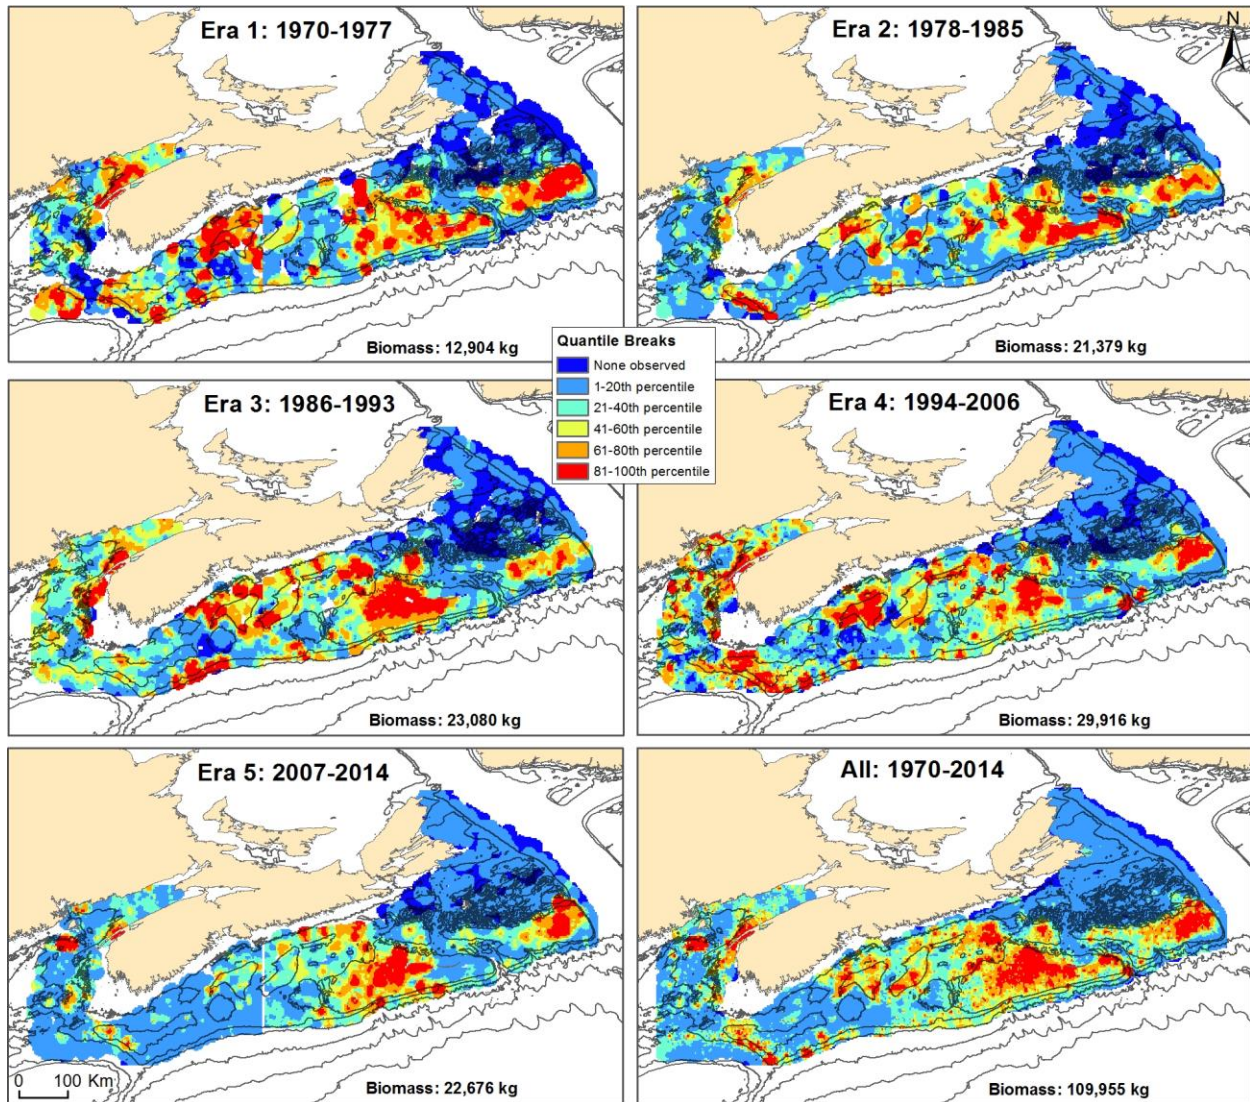 Era 1: 1970-1977
Biomass: 12,904 kg
Era 2: 1978-1985
N
Biomass: 21,379 kg
Quantile Breaks
None observed
1-20th percentile
21-40th percentile
41-60th percentile
61-80th percentile
81-100th percentile
Era 3: 1986-1993
Biomass: 23,080 kg
Era 4: 1994-2006
Biomass: 29,916 kg
Era 5: 2007-2014
0 100 Km
Biomass: 22,676 kg
All: 1970-2014
Biomass: 109,955 kg